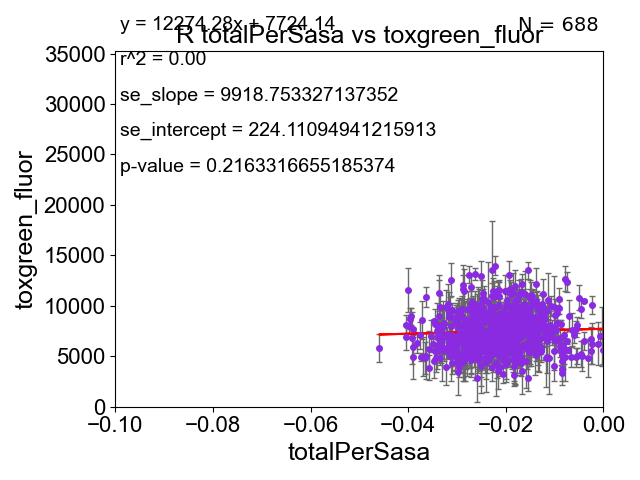 y = 12274.28x + 7724.14
N = 688
R totalPerSasa vs toxgreen_fluor
r^2 = 0.00
se_slope = 9918.753327137352
se_intercept = 224.11094941215913
p-value = 0.2163316655185374
35000
30000
25000
20000
15000
10000
5000
0
toxgreen_fluor
−0.10
−0.08
−0.06
−0.04
−0.02
0.00
totalPerSasa